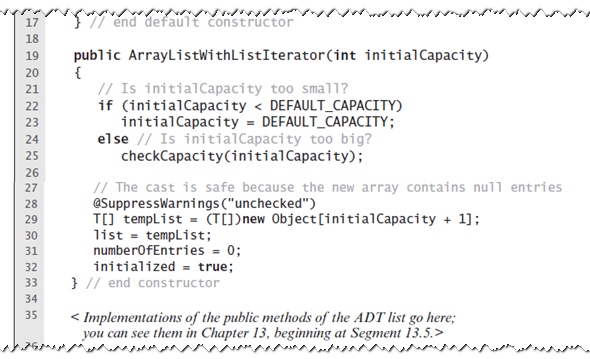 17 } // end default constructor
18
19 public ArrayListWithListIterator(int initialCapacity)
20 {
21 // Is initialCapacity too small?
22 if (initialCapacity < DEFAULT_CAPACITY)
23 initialCapacity = DEFAULT_CAPACITY;
24 else // Is initialCapacity too big?
25 checkCapacity(initialCapacity);
26
27 // The cast is safe because the new array contains null entries
28 @SuppressWarnings("unchecked")
29 T[] tempList = (T[])new Object[initialCapacity + 1];
30 list = tempList;
31 numberOfEntries = 0;
32 initialized = true;
33 } // end constructor
34
35 < Implementations of the public methods of the ADT list go here;
you can see them in Chapter 13, beginning at Segment 13.5.>